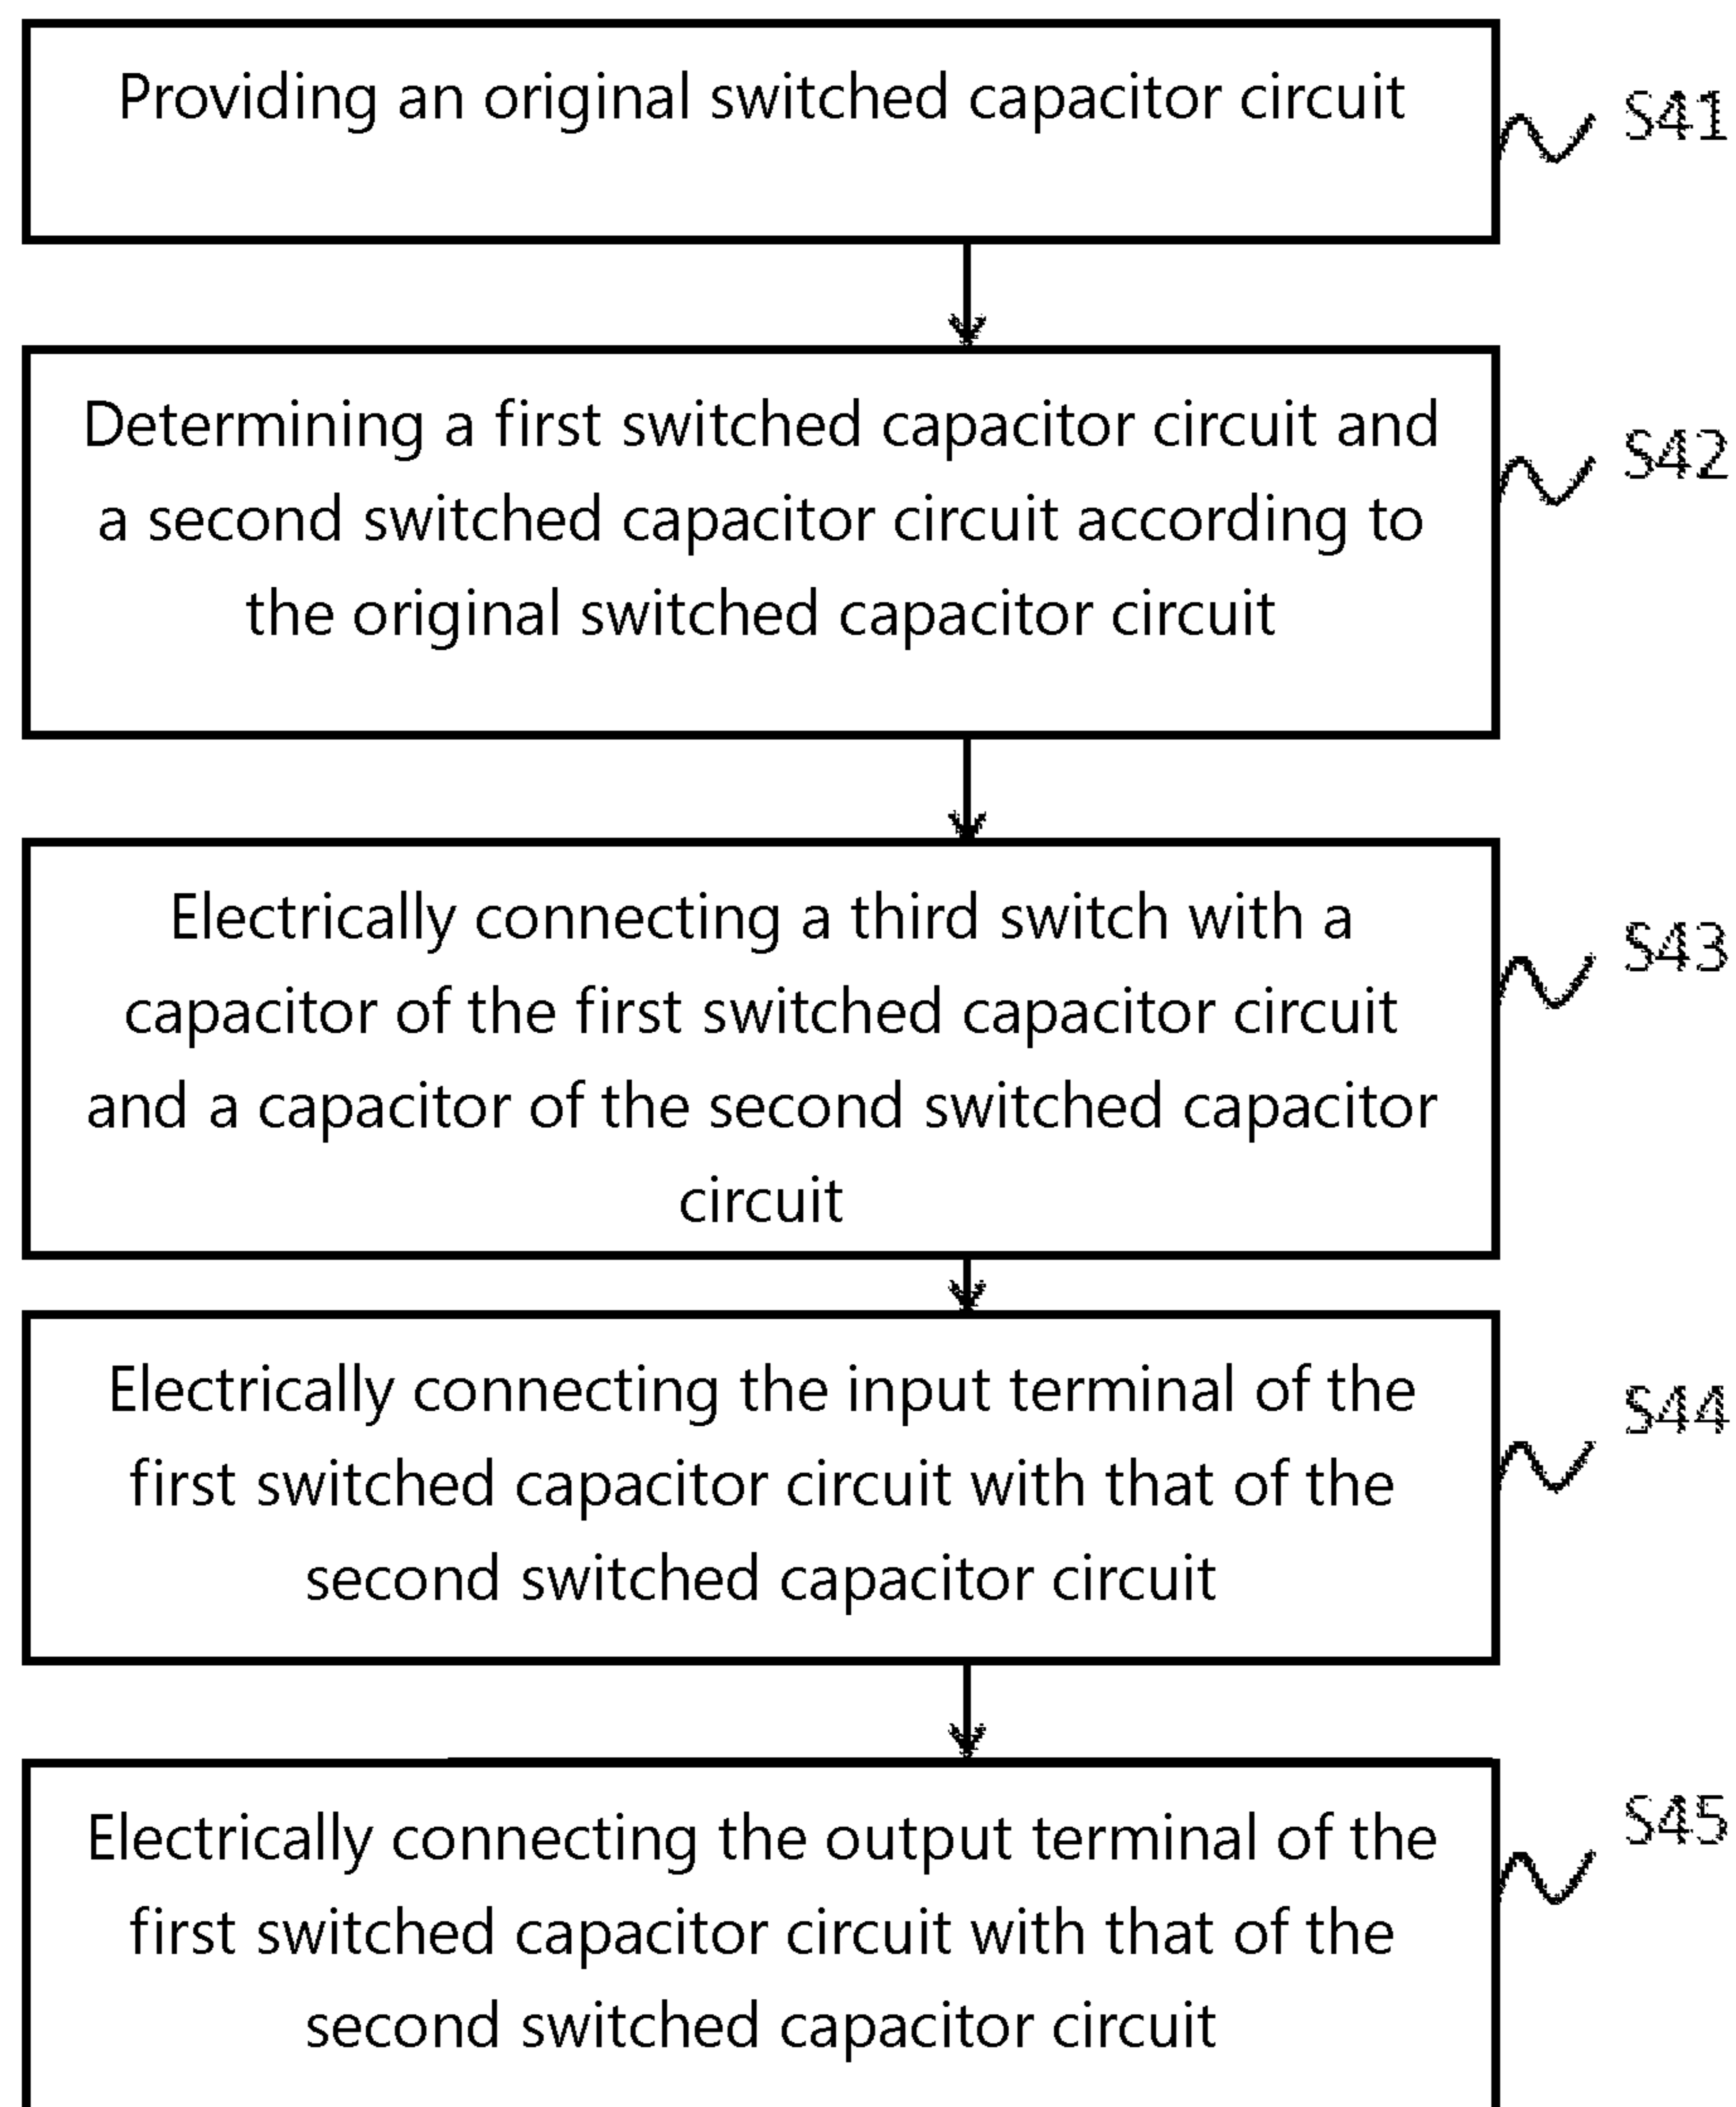 Providing an original switched capacitor circuit
S41
Determining a first switched capacitor circuit and
a second switched capacitor circuit according to
the original switched capacitor circuit
S42
Electrically connecting a third switch with a
capacitor of the first switched capacitor circuit
and a capacitor of the second switched capacitor
circuit
S43
Electrically connecting the input terminal of the
first switched capacitor circuit with that of the
second switched capacitor circuit
S44
Electrically connecting the output terminal of the
first switched capacitor circuit with that of the
second switched capacitor circuit
S45